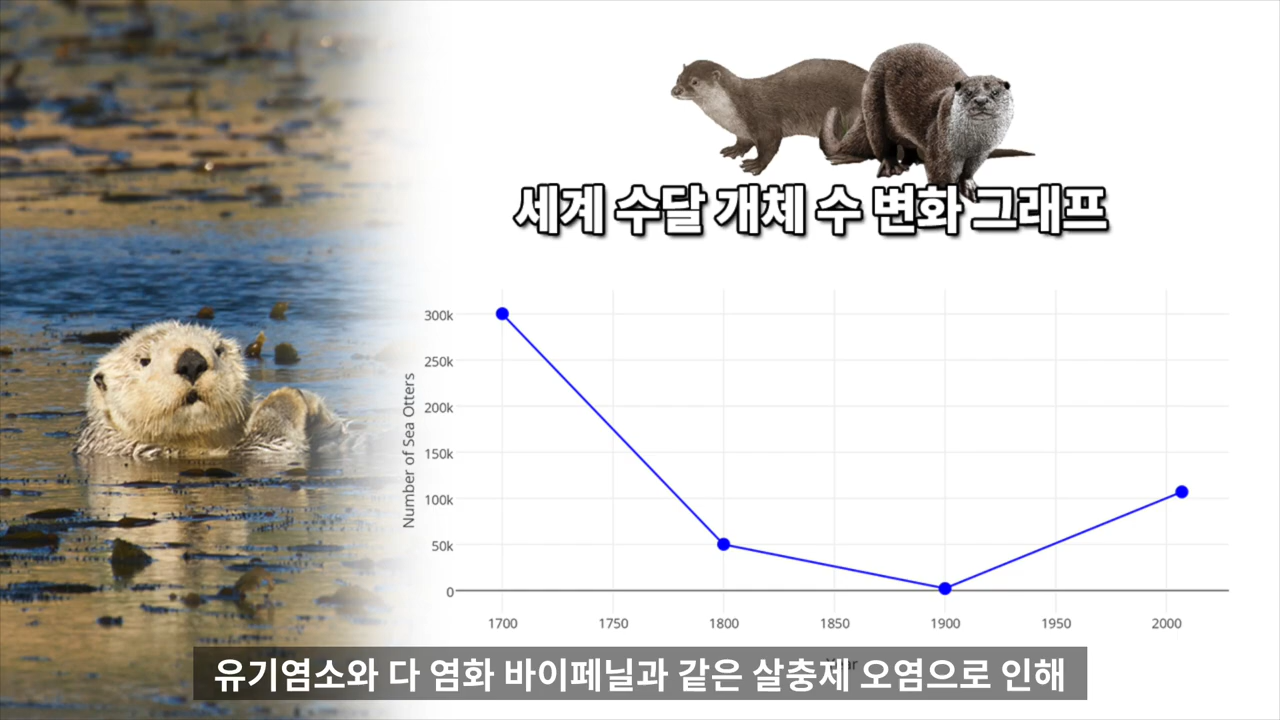 세계 수달 개체 수 변화 그래프
300k
250k
200k
150k
100k
50k
0
Number of Sea Otters
1700
1750
1800
1850
1900
1950
2000
유기염소와 다 염화 바이페닐과 같은 살충제 오염으로 인해